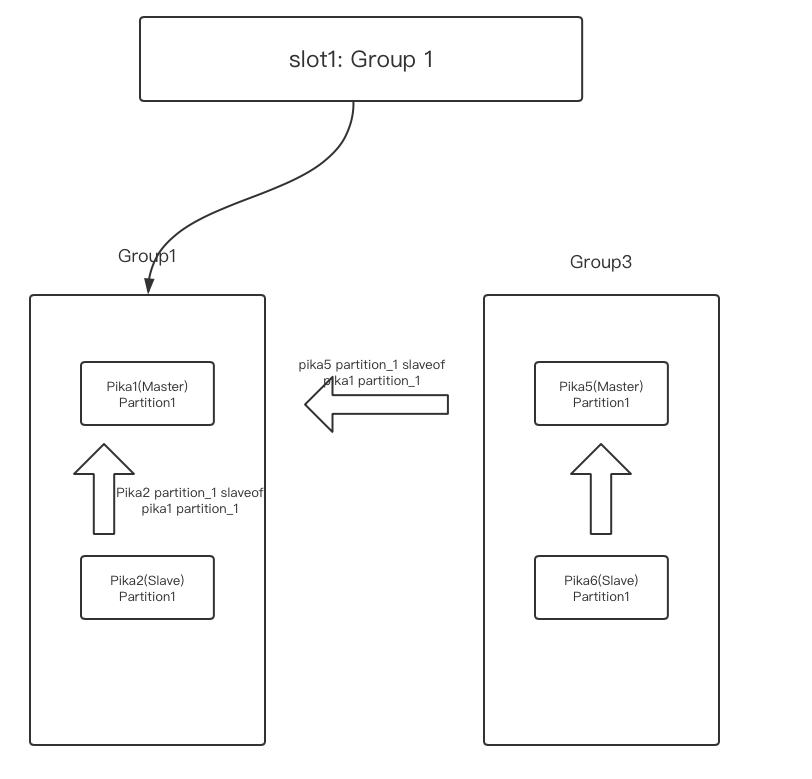 slot1: Group 1
Group1
Group3
pika5 partition_1 slaveof
pika1 partition_1
Pika1(Master)
Partition1
Pika5(Master)
Partition1
Pika2 partition_1 slaveof
pika1 partition_1
Pika2(Slave)
Partition1
Pika6(Slave)
Partition1